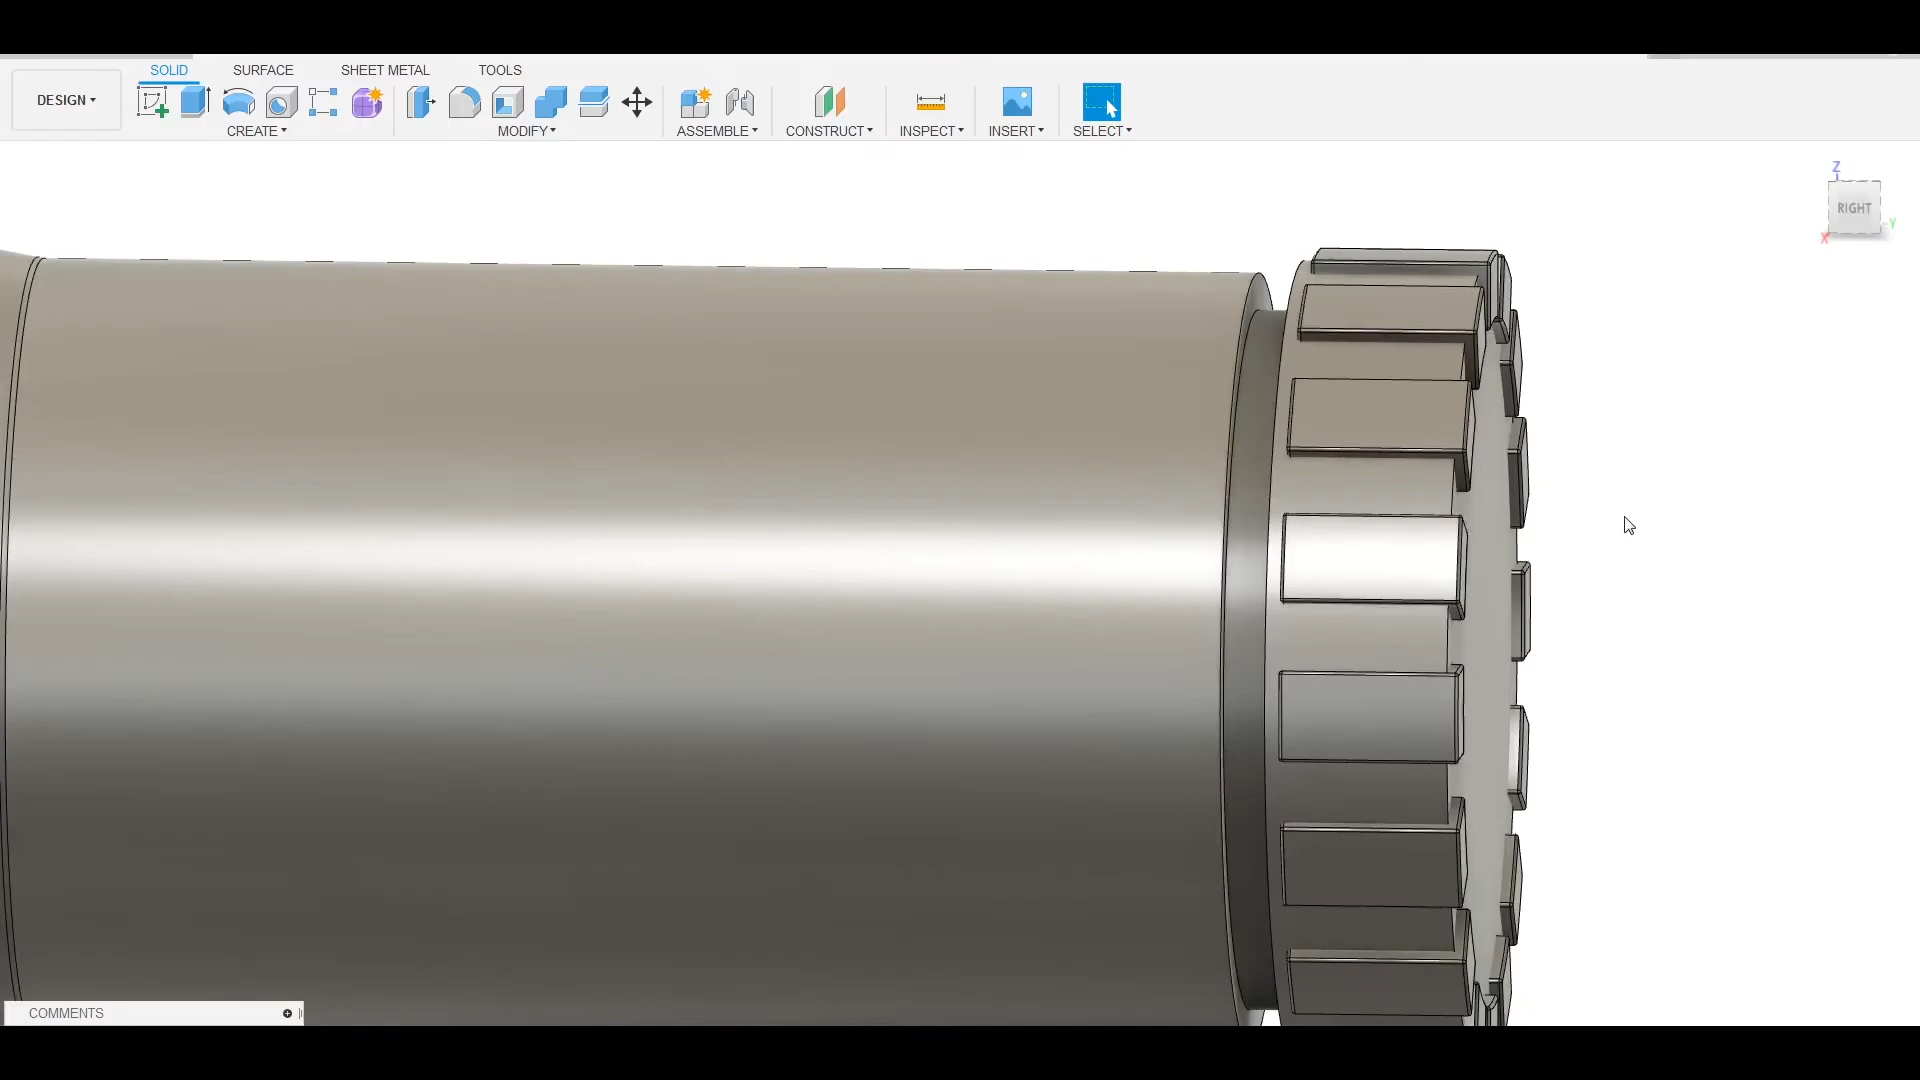 SOLID SURFACE SHEET METAL TOOLS
DESIGN
CREATE MODIFY ASSEMBLE CONSTRUCT INSPECT INSERT SELECT
Z
RIGHT
Y
X
COMMENTS